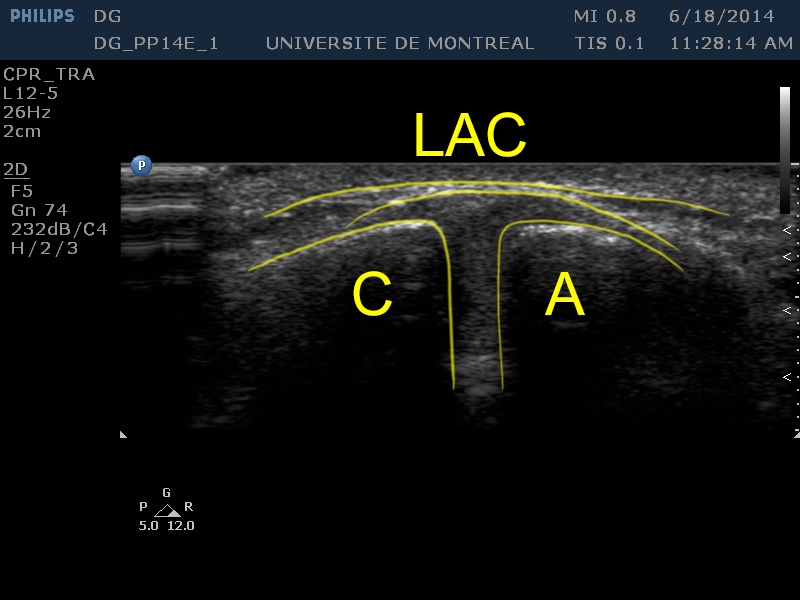 PHILIPS DG MI 0.8 6/18/2014
DG_PP14E_1 UNIVERSITE DE MONTREAL TIS 0.1 11:28:14 AM
CPR_TRA
L12-5
26Hz
2cm
2D
F5
Gn 74
232dB/C4
H/2/3
P
LAC
C A
G
P R
5.0 12.0